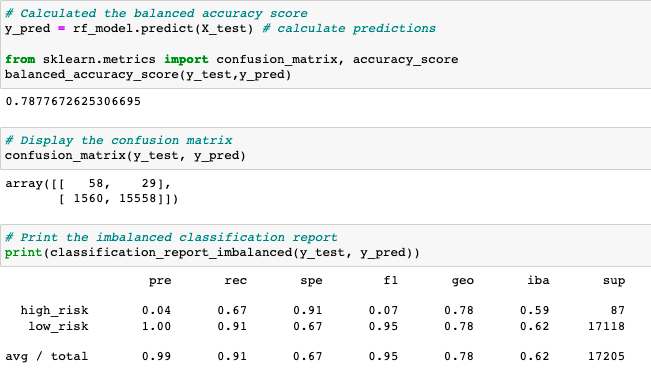 # Calculated the balanced accuracy score
y_pred = rf_model.predict(X_test) # calculate predictions
from sklearn.metrics import confusion_matrix, accuracy_score
balanced_accuracy_score(y_test,y_pred)
0.7877672625306695
# Display the confusion matrix
confusion_matrix(y_test, y_pred)
array([[   58,    29],
       [ 1560, 15558]])
# Print the imbalanced classification report
print(classification_report_imbalanced(y_test, y_pred))
pre rec spe f1 geo iba sup
high_risk 0.04 0.67 0.91 0.07 0.78 0.59 87
low_risk 1.00 0.91 0.67 0.95 0.78 0.62 17118
avg / total 0.99 0.91 0.67 0.95 0.78 0.62 17205